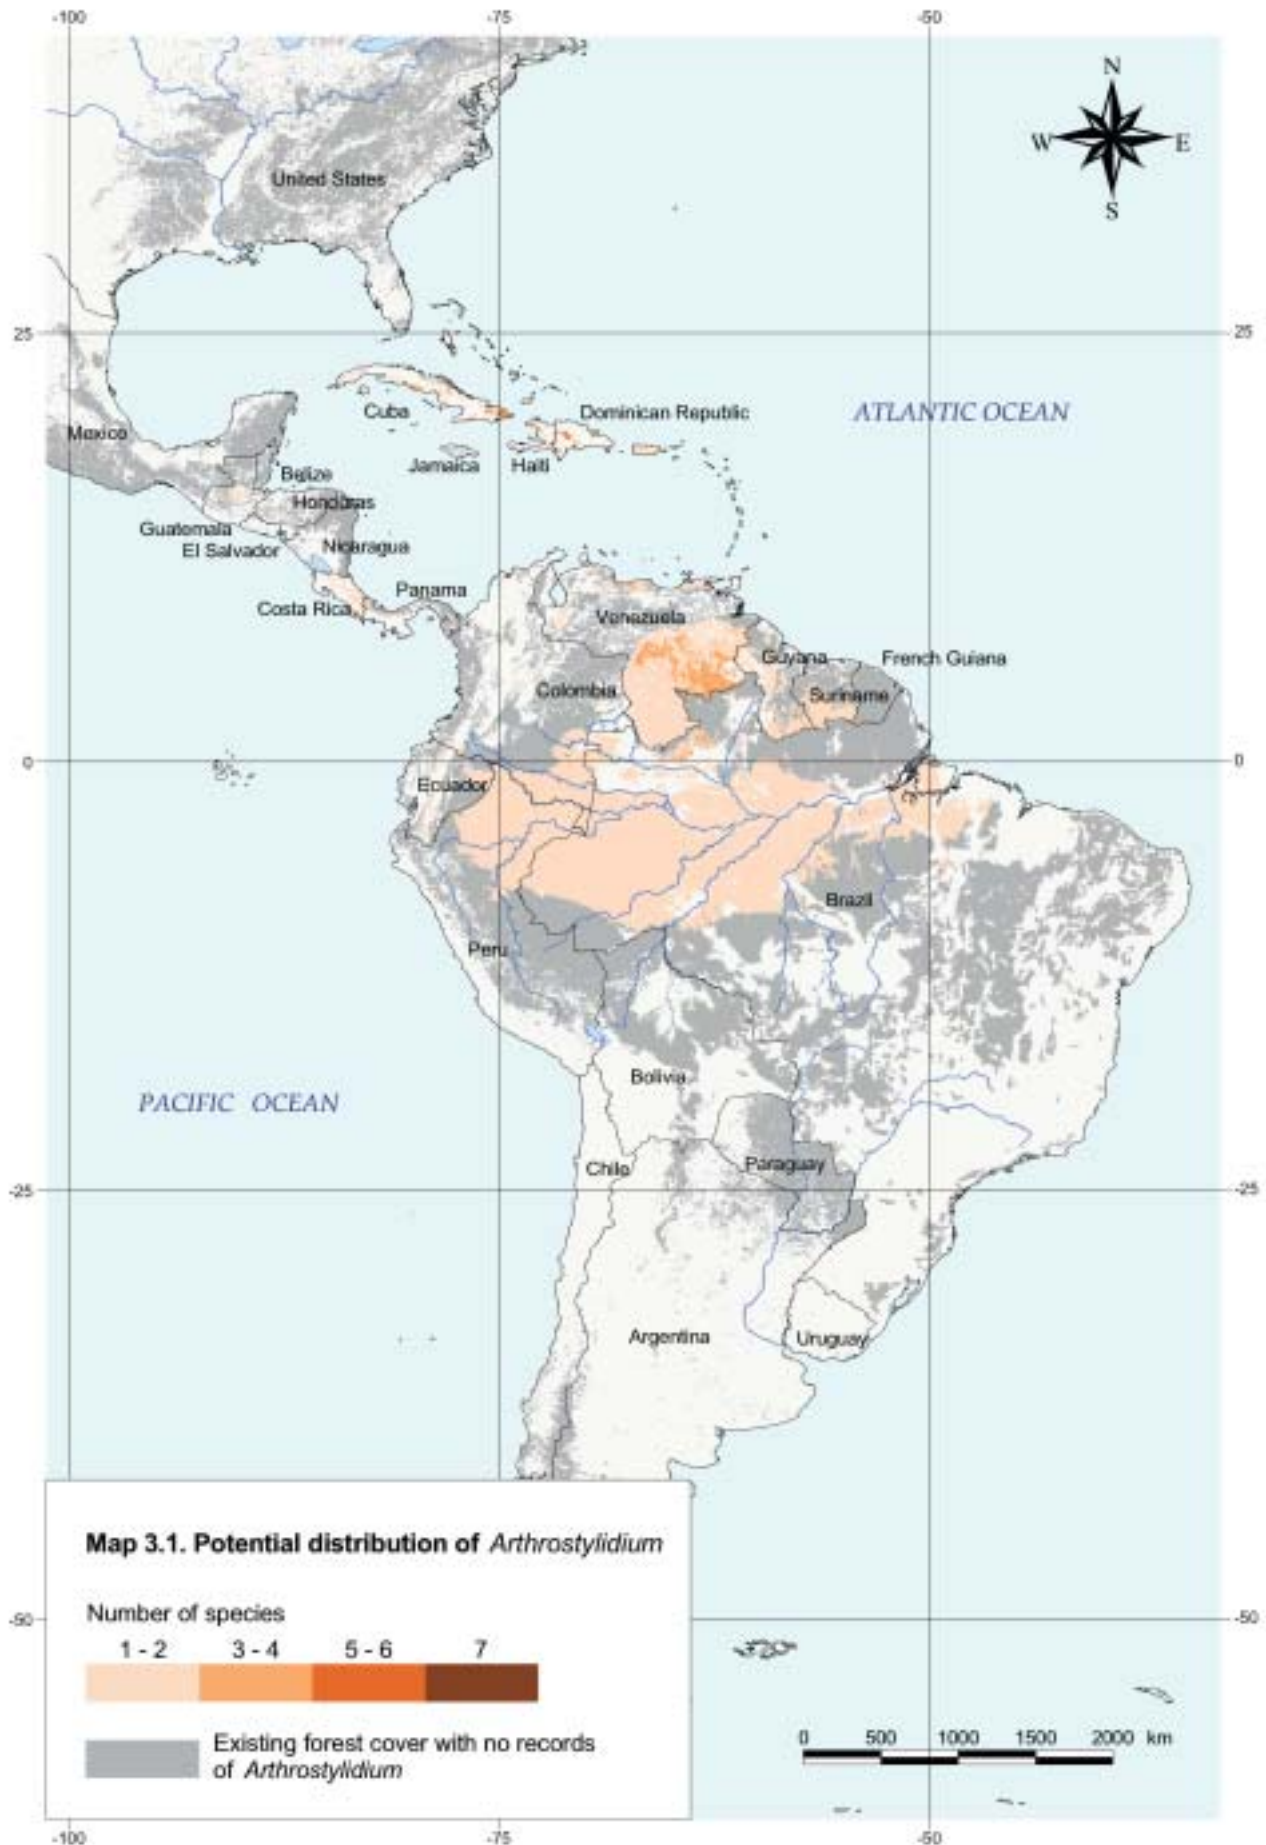 -100 -75 -50
N
W E
S
United States
25 25
ATLANTIC OCEAN
Cuba
Dominican Republic
Mexico
Jamaica Haiti
Belize
Honduras
Guatemala
El Salvador
Nicaragua
Panama
Costa Rica
Venezuela
Guyana
French Guiana
Colombia
Suriname
0 0
Ecuador
Brazil
Peru
Bolivia
PACIFIC OCEAN
Paraguay
Chile
-25 -25
Argentina
Uruguay
Map 3.1. Potential distribution of Arthrostylidium
Number of species
-50 -50
1 - 2 3 - 4 5 - 6 7
Existing forest cover with no records
of Arthrostylidium
0 500 1000 1500 2000 km
-100 -75 -50